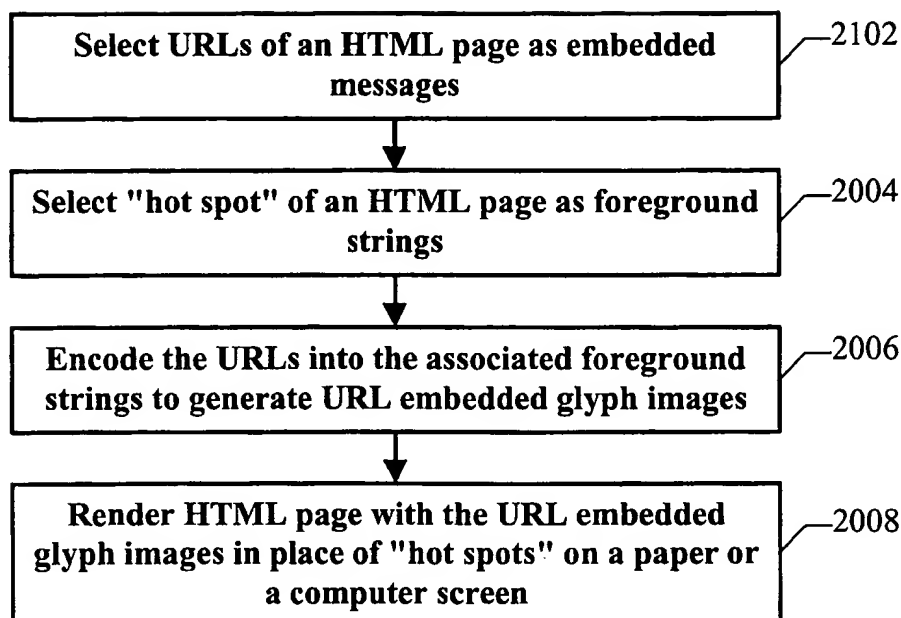 Select URLs of an HTML page as embedded
messages
2102
Select "hot spot" of an HTML page as foreground
strings
2004
Encode the URLs into the associated foreground
strings to generate URL embedded glyph images
2006
Render HTML page with the URL embedded
glyph images in place of "hot spots" on a paper or
a computer screen
2008